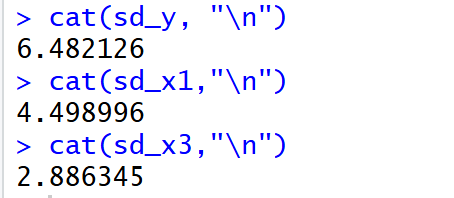 > cat(sd_y, "\n")
6.482126
> cat(sd_x1,"\n")
4.498996
> cat(sd_x3,"\n")
2.886345